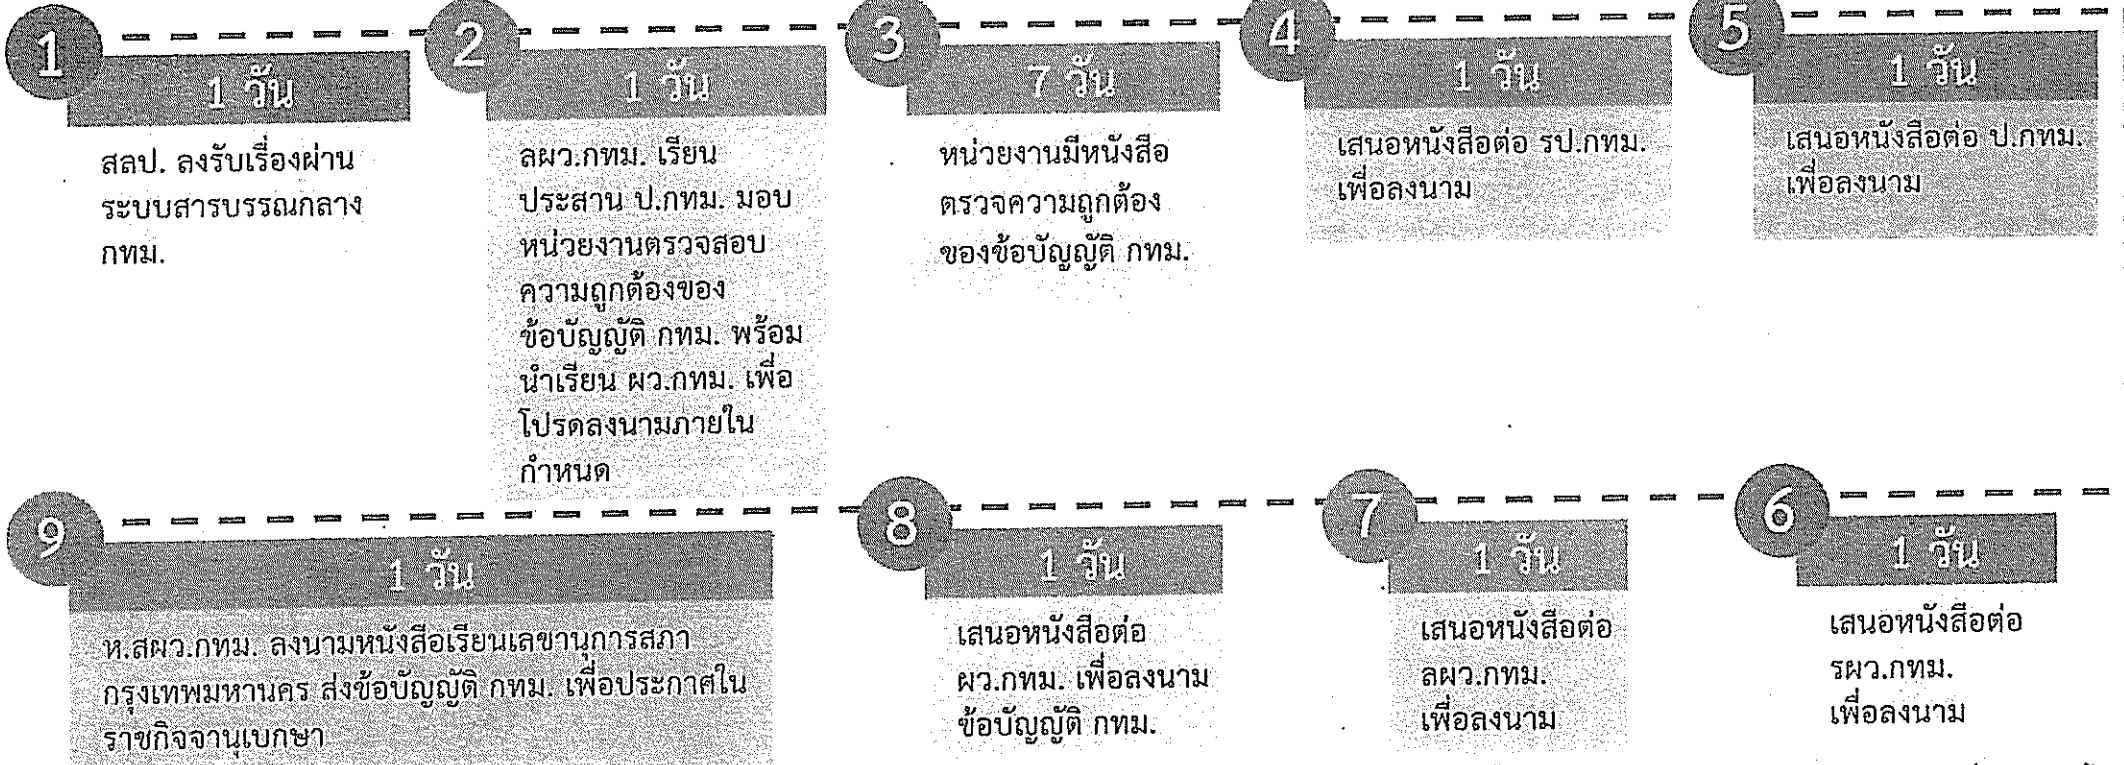 1
1 วัน
สลป. ลงรับเรื่องผ่าน
ระบบสารบรรณกลาง
กทม.
2
1 วัน
ลผว.กทม. เรียน
ประสาน ป.กทม. มอบ
หน่วยงานตรวจสอบ
ความถูกต้องของ
ข้อบัญญัติ กทม. พร้อม
นำเรียน ผว.กทม. เพื่อ
โปรดลงนามภายใน
กำหนด
3
7 วัน
หน่วยงานมีหนังสือ
ตรวจความถูกต้อง
ของข้อบัญญัติ กทม.
4
1 วัน
เสนอหนังสือต่อ รป.กทม.
เพื่อลงนาม
5
1 วัน
เสนอหนังสือต่อ ป.กทม.
เพื่อลงนาม
6
1 วัน
เสนอหนังสือต่อ
รผว.กทม.
เพื่อลงนาม
7
1 วัน
เสนอหนังสือต่อ
ลผว.กทม.
เพื่อลงนาม
8
1 วัน
เสนอหนังสือต่อ
ผว.กทม. เพื่อลงนาม
ข้อบัญญัติ กทม.
9
1 วัน
ห.สผว.กทม. ลงนามหนังสือเรียนเลขานุการสภา
กรุงเทพมหานคร ส่งข้อบัญญัติ กทม. เพื่อประกาศใน
ราชกิจจานุเบกษา